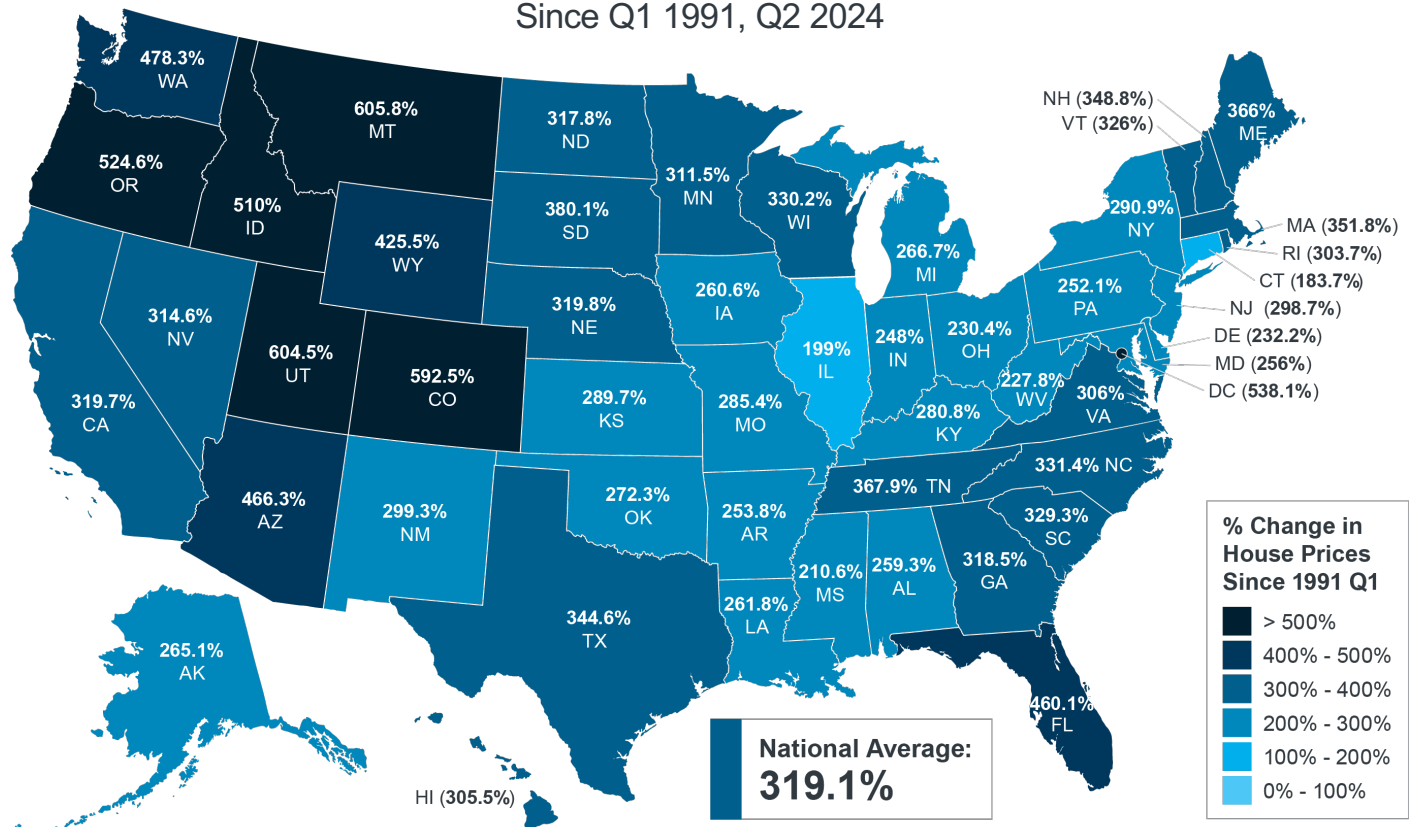 Since Q1 1991, Q2 2024
478.3%
WA
605.8%
MT
317.8%
ND
NH (348.8%)
VT (326%)
366%
ME
524.6%
OR
510%
ID
311.5%
MN
330.2%
WI
380.1%
SD
425.5%
WY
290.9%
NY
MA (351.8%)
RI (303.7%)
CT (183.7%)
NJ (298.7%)
DE (232.2%)
MD (256%)
DC (538.1%)
266.7%
MI
252.1%
PA
260.6%
IA
319.8%
NE
314.6%
NV
604.5%
UT
592.5%
CO
199%
IL
248%
IN
230.4%
OH
227.8%
WV
306%
VA
319.7%
CA
289.7%
KS
285.4%
MO
280.8%
KY
331.4% NC
367.9% TN
466.3%
AZ
299.3%
NM
272.3%
OK
253.8%
AR
329.3%
SC
210.6%
MS
259.3%
AL
318.5%
GA
261.8%
LA
344.6%
TX
265.1%
AK
460.1%
FL
HI (305.5%)
National Average:
319.1%
% Change in
House Prices
Since 1991 Q1
> 500%
400% - 500%
300% - 400%
200% - 300%
100% - 200%
0% - 100%